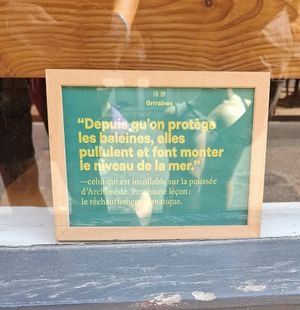 Grrraines
“Depuis qu’on protège
les baleines, elles
pullulent et font monter
le niveau de la mer.”
—celui qui est incollable sur la poussée
d’Archimède. Prochaine leçon :
le réchauffement climatique.